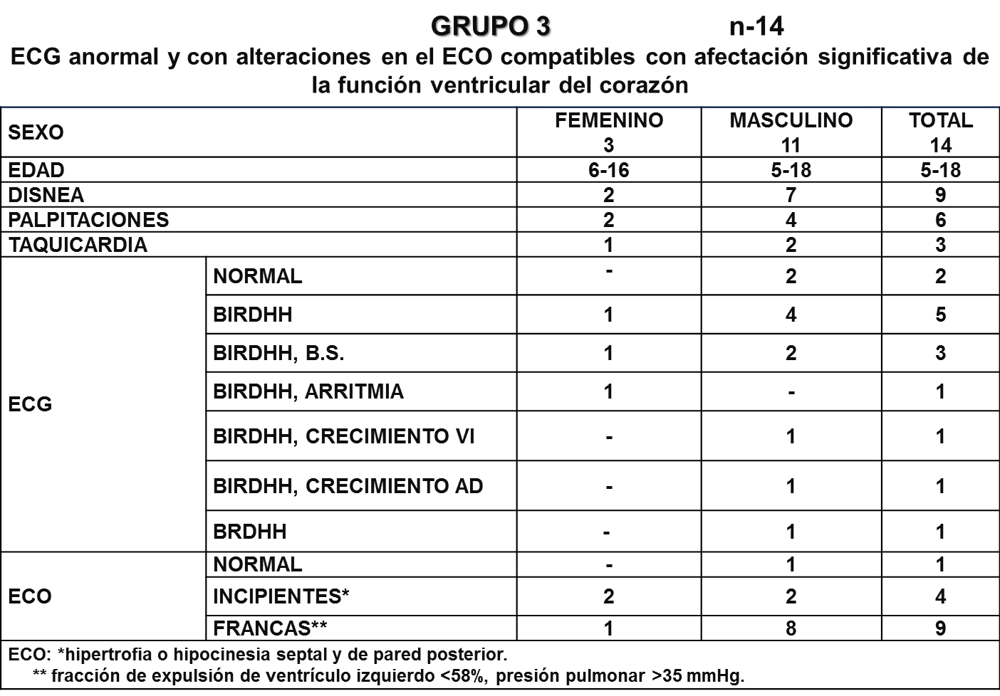 GRUPO 3 n-14
ECG anormal y con alteraciones en el ECO compatibles con afectación significativa de
la función ventricular del corazón
SEXO FEMENINO 3 MASCULINO 11 TOTAL 14
EDAD 6-16 5-18 5-18
DISNEA 2 7 9
PALPITACIONES 2 4 6
TAQUICARDIA 1 2 3
ECG
NORMAL - 2 2
BIRDHH 1 4 5
BIRDHH, B.S. 1 2 3
BIRDHH, ARRITMIA 1 - 1
BIRDHH, CRECIMIENTO VI - 1 1
BIRDHH, CRECIMIENTO AD - 1 1
BRDHH - 1 1
ECO
NORMAL - 1 1
INCIPIENTES* 2 2 4
FRANCAS** 1 8 9
ECO: *hipertrofia o hipocinesia septal y de pared posterior.
** fracción de expulsión de ventrículo izquierdo <58%, presión pulmonar >35 mmHg.